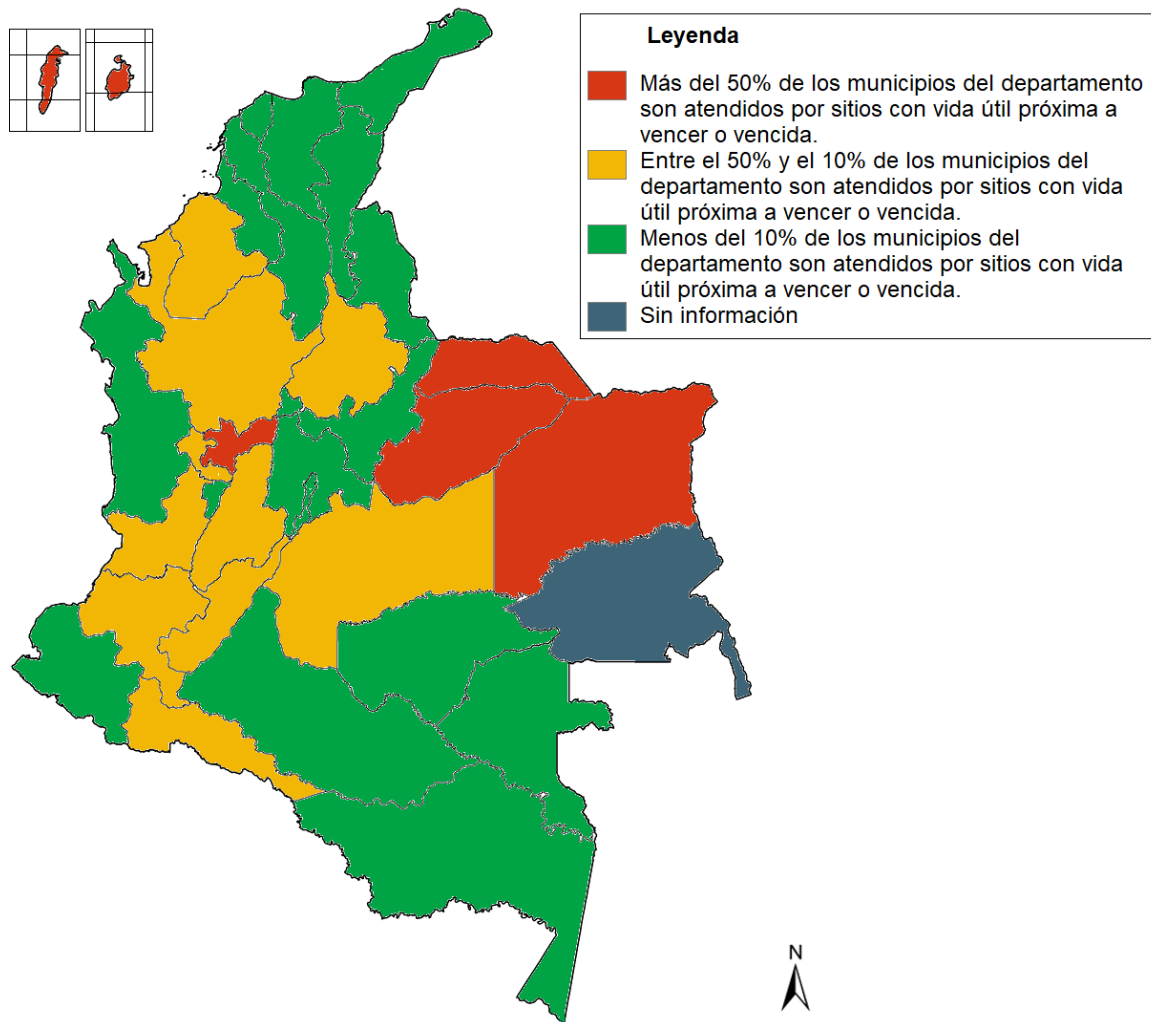 Leyenda
Más del 50% de los municipios del departamento
son atendidos por sitios con vida útil próxima a
vencer o vencida.
Entre el 50% y el 10% de los municipios del
departamento son atendidos por sitios con vida
útil próxima a vencer o vencida.
Menos del 10% de los municipios del
departamento son atendidos por sitios con vida
útil próxima a vencer o vencida.
Sin información
N